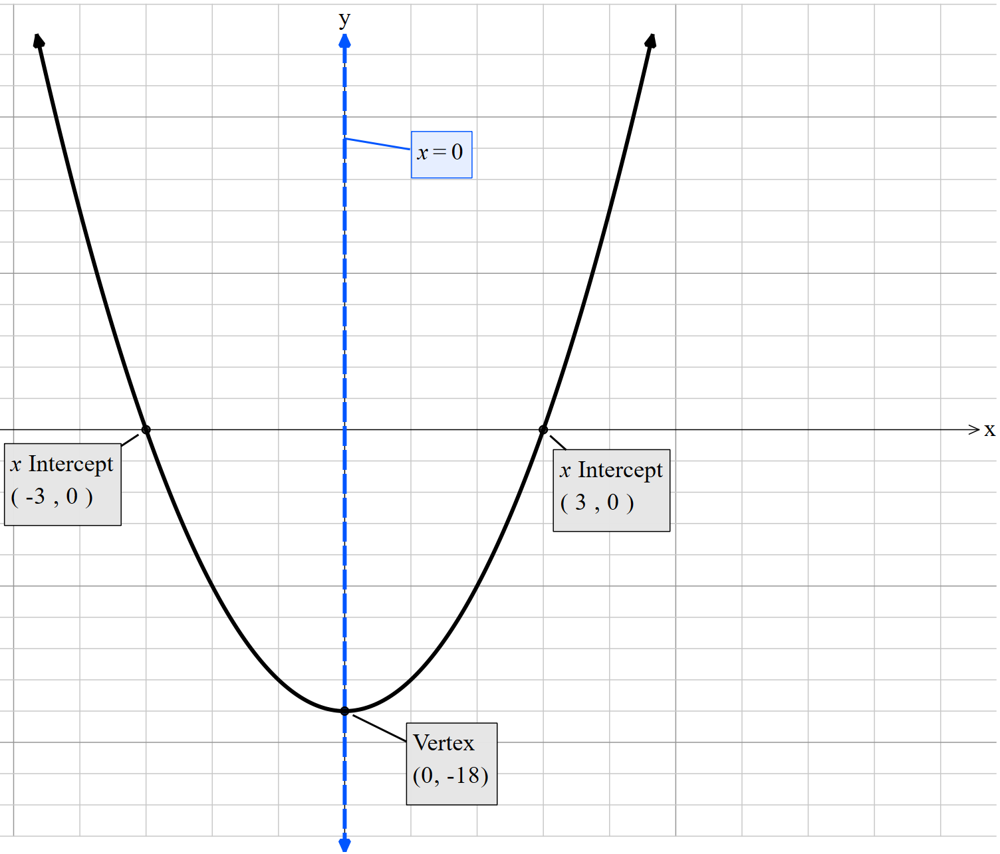 y
x = 0
x
x Intercept
( -3 , 0 )
x Intercept
( 3 , 0 )
Vertex
(0, -18)